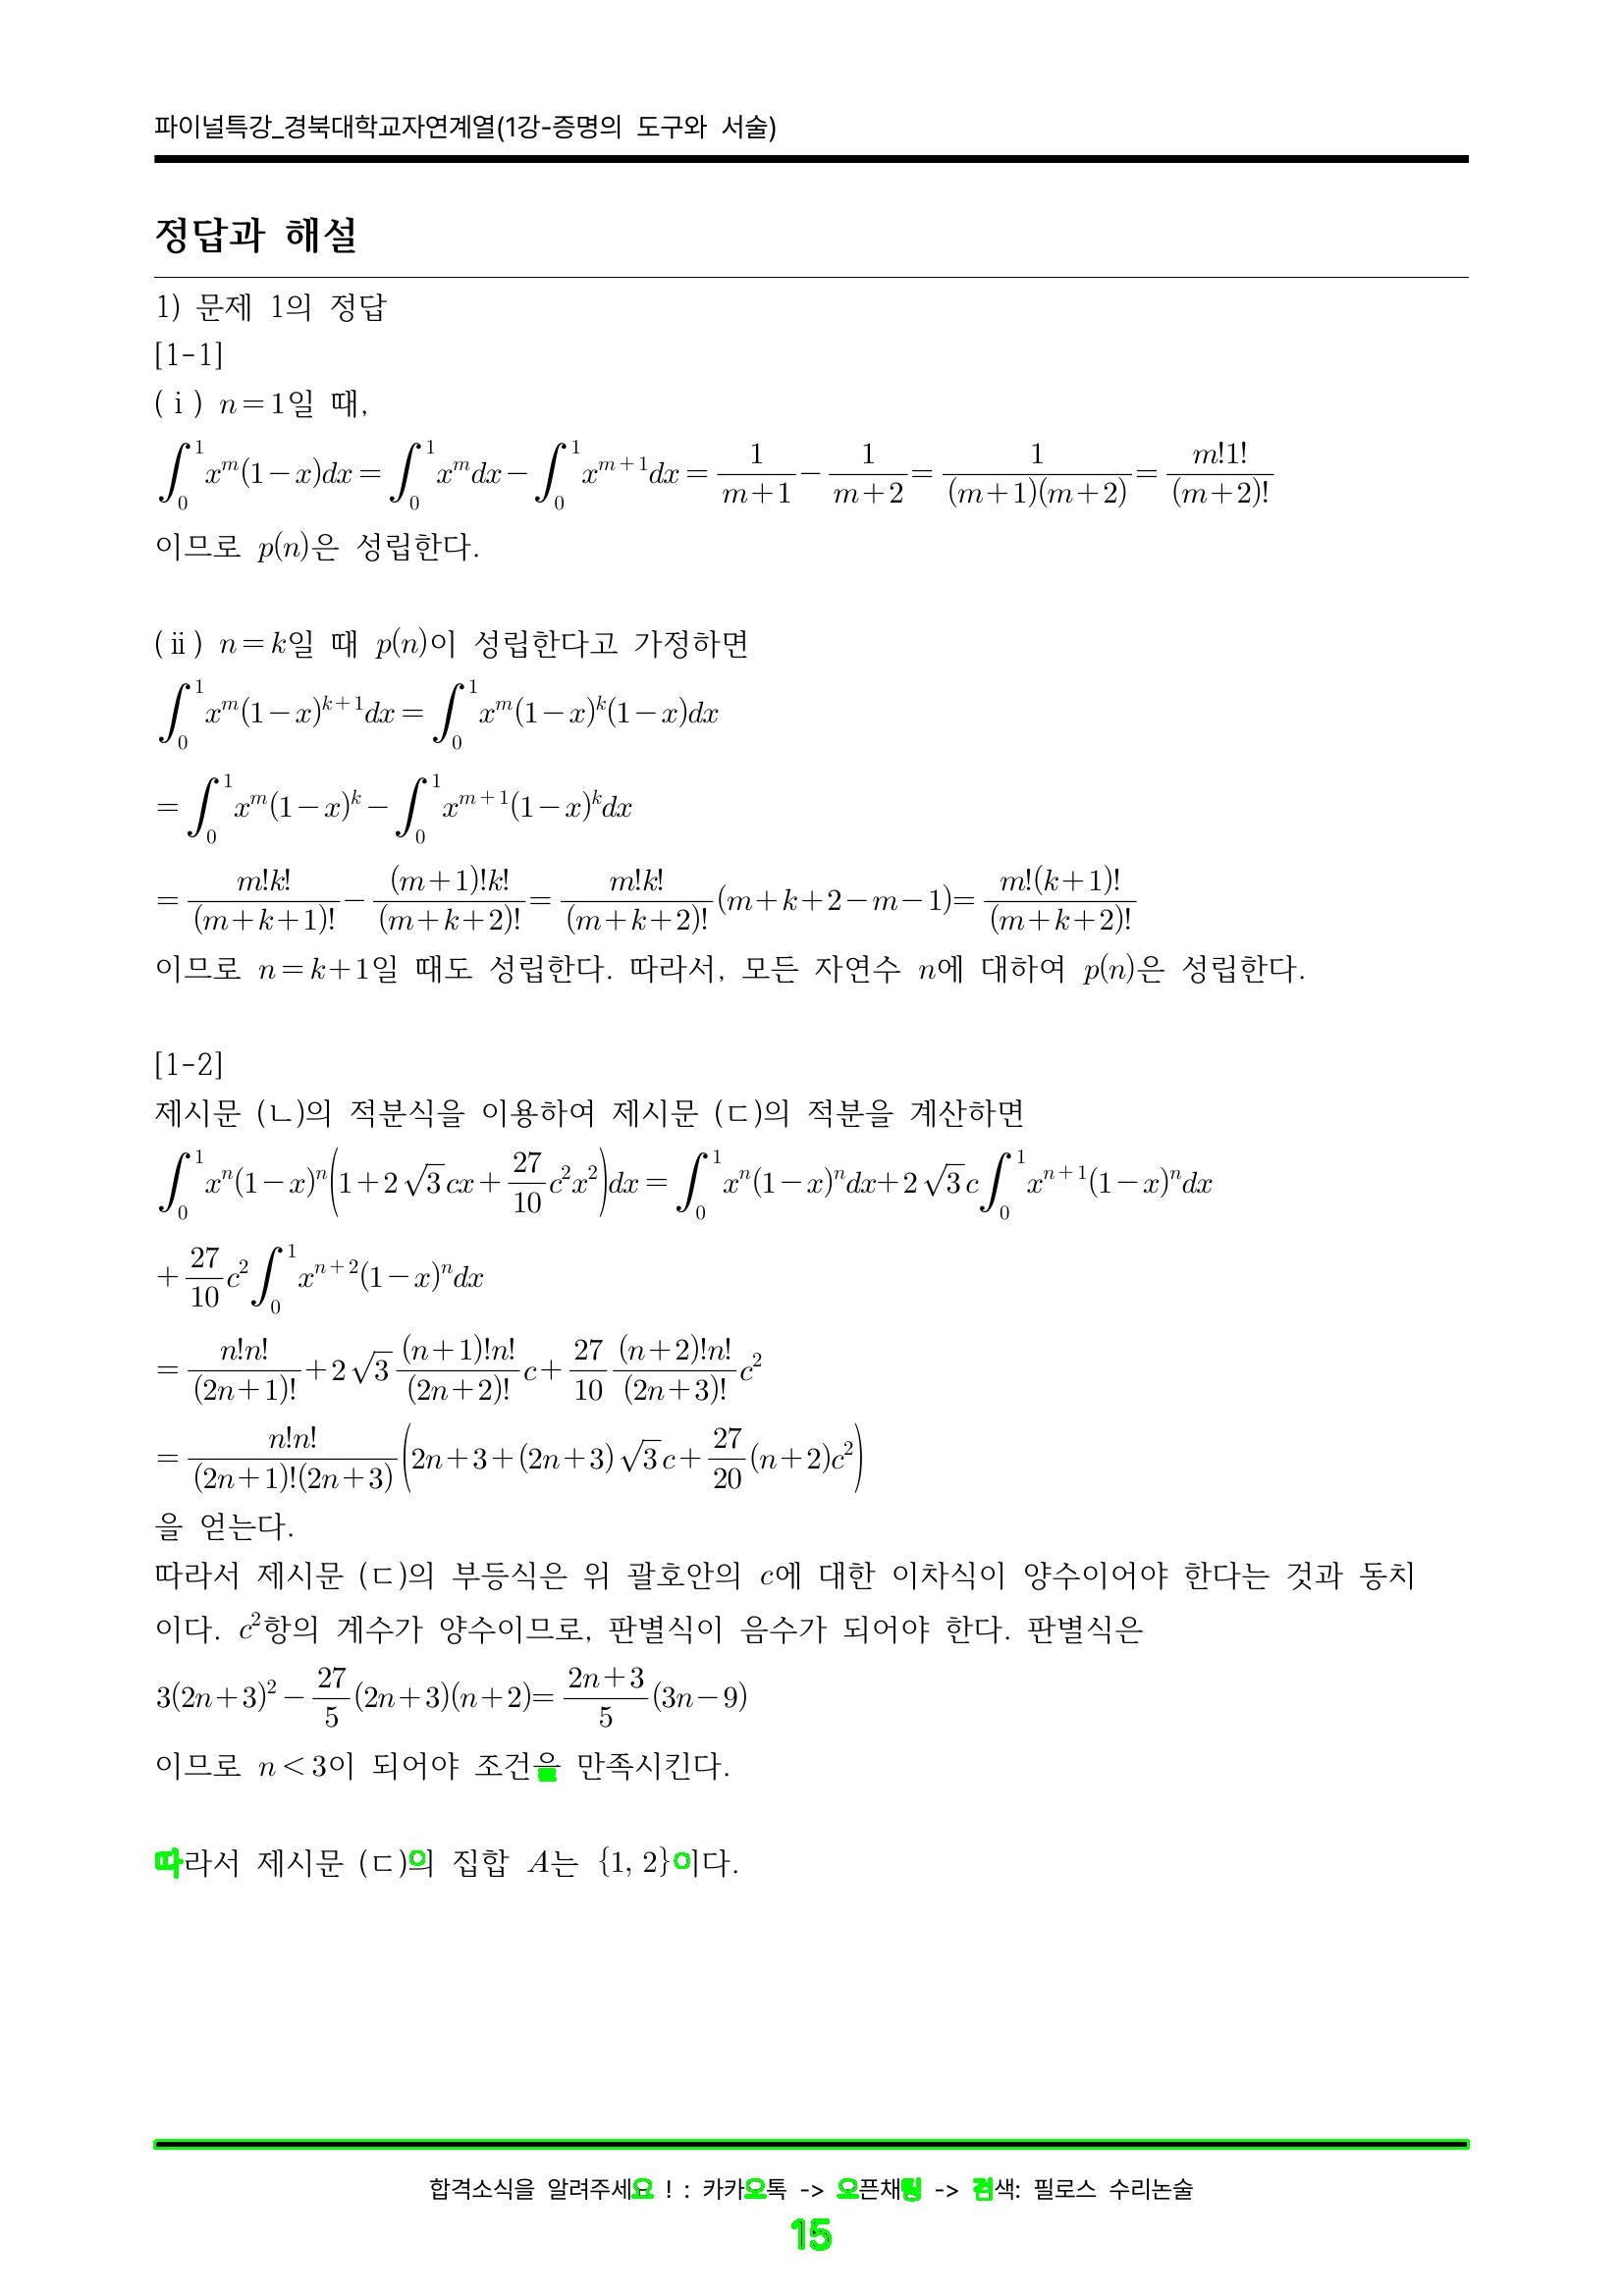 파이널특강_경북대학교자연계열(1강-증명의 도구와 서술)
정답과 해설
1) 문제 1의 정답
[1-1]
(ⅰ) $n=1$일 때,
$\int_0^1 x^m(1-x)dx = \int_0^1 x^m dx - \int_0^1 x^{m+1}dx = \frac{1}{m+1} - \frac{1}{m+2} = \frac{1}{(m+1)(m+2)} = \frac{m!1!}{(m+2)!}$
이므로 $p(n)$은 성립한다.
(ⅱ) $n=k$일 때 $p(n)$이 성립한다고 가정하면
$\int_0^1 x^m(1-x)^{k+1}dx = \int_0^1 x^m(1-x)^k(1-x)dx$
$= \int_0^1 x^m(1-x)^k - \int_0^1 x^{m+1}(1-x)^k dx$
$= \frac{m!k!}{(m+k+1)!} - \frac{(m+1)!k!}{(m+k+2)!} = \frac{m!k!}{(m+k+2)!}(m+k+2-m-1) = \frac{m!(k+1)!}{(m+k+2)!}$
이므로 $n=k+1$일 때도 성립한다. 따라서, 모든 자연수 $n$에 대하여 $p(n)$은 성립한다.
[1-2]
제시문 (ㄴ)의 적분식을 이용하여 제시문 (ㄷ)의 적분을 계산하면
$\int_0^1 x^n(1-x)^n\left(1+2\sqrt{3}cx+\frac{27}{10}c^2x^2\right)dx = \int_0^1 x^n(1-x)^n dx + 2\sqrt{3}c\int_0^1 x^{n+1}(1-x)^n dx$
$+\frac{27}{10}c^2\int_0^1 x^{n+2}(1-x)^n dx$
$= \frac{n!n!}{(2n+1)!} + 2\sqrt{3}\frac{(n+1)!n!}{(2n+2)!}c + \frac{27}{10}\frac{(n+2)!n!}{(2n+3)!}c^2$
$= \frac{n!n!}{(2n+1)!(2n+3)}\left(2n+3+(2n+3)\sqrt{3}c+\frac{27}{20}(n+2)c^2\right)$
을 얻는다.
따라서 제시문 (ㄷ)의 부등식은 위 괄호안의 $c$에 대한 이차식이 양수이어야 한다는 것과 동치
이다. $c^2$항의 계수가 양수이므로, 판별식이 음수가 되어야 한다. 판별식은
$3(2n+3)^2 - \frac{27}{5}(2n+3)(n+2) = \frac{2n+3}{5}(3n-9)$
이므로 $n<3$이 되어야 조건을 만족시킨다.
따라서 제시문 (ㄷ)의 집합 $A$는 $\{1, 2\}$이다.
합격소식을 알려주세요 ! : 카카오톡 -> 오픈채팅 -> 검색: 필로스 수리논술
15